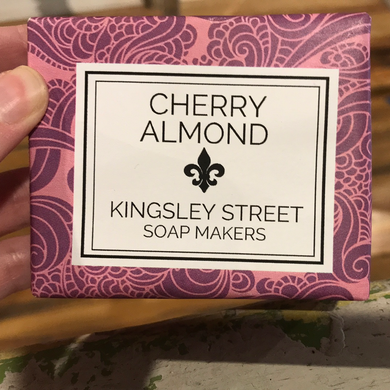 CHERRY
ALMOND
KINGSLEY STREET
SOAP MAKERS